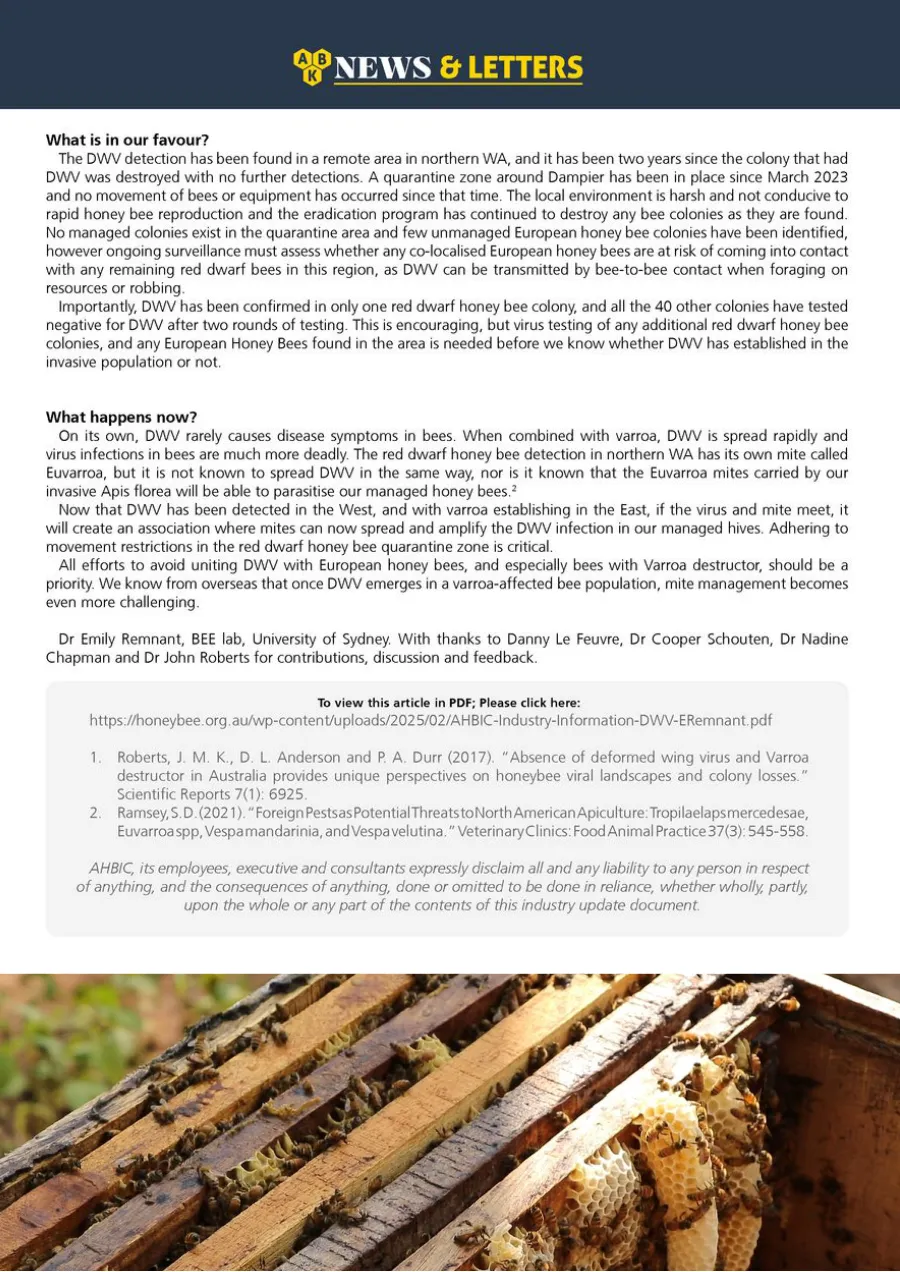 A B K NEWS & LETTERS
What is in our favour?
The DWV detection has been found in a remote area in northern WA, and it has been two years since the colony that had
DWV was destroyed with no further detections. A quarantine zone around Dampier has been in place since March 2023
and no movement of bees or equipment has occurred since that time. The local environment is harsh and not conducive to
rapid honey bee reproduction and the eradication program has continued to destroy any bee colonies as they are found.
No managed colonies exist in the quarantine area and few unmanaged European honey bee colonies have been identified,
however ongoing surveillance must assess whether any co-localised European honey bees are at risk of coming into contact
with any remaining red dwarf bees in this region, as DWV can be transmitted by bee-to-bee contact when foraging on
resources or robbing.
Importantly, DWV has been confirmed in only one red dwarf honey bee colony, and all the 40 other colonies have tested
negative for DWV after two rounds of testing. This is encouraging, but virus testing of any additional red dwarf honey bee
colonies, and any European Honey Bees found in the area is needed before we know whether DWV has established in the
invasive population or not.
What happens now?
On its own, DWV rarely causes disease symptoms in bees. When combined with varroa, DWV is spread rapidly and
virus infections in bees are much more deadly. The red dwarf honey bee detection in northern WA has its own mite called
Euvarroa, but it is not known to spread DWV in the same way, nor is it known that the Euvarroa mites carried by our
invasive Apis florea will be able to parasitise our managed honey bees.²
Now that DWV has been detected in the West, and with varroa establishing in the East, if the virus and mite meet, it
will create an association where mites can now spread and amplify the DWV infection in our managed hives. Adhering to
movement restrictions in the red dwarf honey bee quarantine zone is critical.
All efforts to avoid uniting DWV with European honey bees, and especially bees with Varroa destructor, should be a
priority. We know from overseas that once DWV emerges in a varroa-affected bee population, mite management becomes
even more challenging.
Dr Emily Remnant, BEE lab, University of Sydney. With thanks to Danny Le Feuvre, Dr Cooper Schouten, Dr Nadine
Chapman and Dr John Roberts for contributions, discussion and feedback.
To view this article in PDF; Please click here:
https://honeybee.org.au/wp-content/uploads/2025/02/AHBIC-Industry-Information-DWV-ERemnant.pdf
1. Roberts, J. M. K., D. L. Anderson and P. A. Durr (2017). "Absence of deformed wing virus and Varroa
destructor in Australia provides unique perspectives on honeybee viral landscapes and colony losses."
Scientific Reports 7(1): 6925.
2. Ramsey, S. D. (2021). "Foreign Pests as Potential Threats to North American Apiculture: Tropilaelaps mercedesae,
Euvarroa spp, Vespa mandarinia, and Vespa velutina." Veterinary Clinics: Food Animal Practice 37(3): 545-558.
AHBIC, its employees, executive and consultants expressly disclaim all and any liability to any person in respect
of anything, and the consequences of anything, done or omitted to be done in reliance, whether wholly, partly,
upon the whole or any part of the contents of this industry update document.